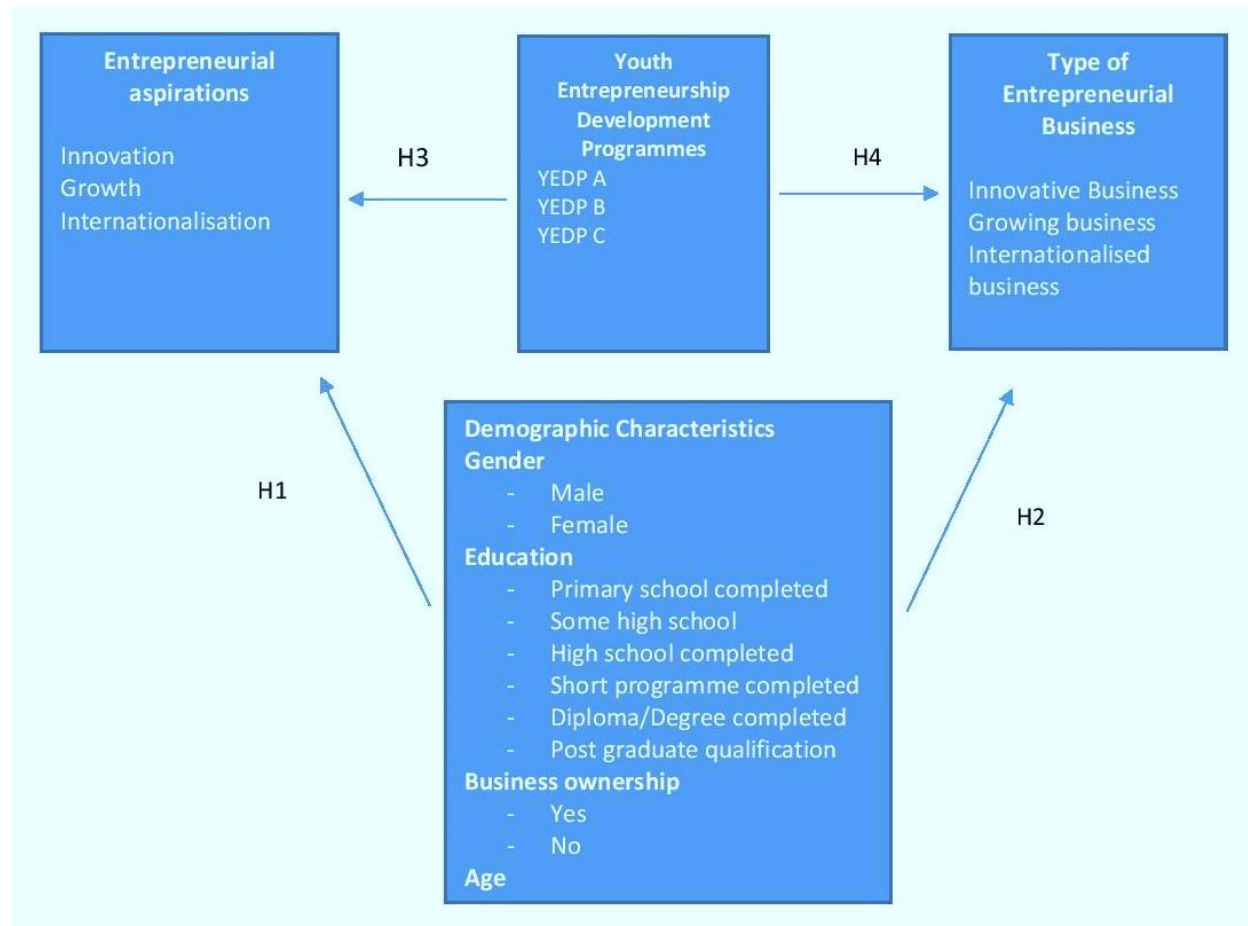 Entrepreneurial
aspirations
Innovation
Growth
Internationalisation
H3
Youth
Entrepreneurship
Development
Programmes
YEDP A
YEDP B
YEDP C
H4
Type of
Entrepreneurial
Business
Innovative Business
Growing business
Internationalised
business
H1
Demographic Characteristics
Gender
- Male
- Female
Education
- Primary school completed
- Some high school
- High school completed
- Short programme completed
- Diploma/Degree completed
- Post graduate qualification
Business ownership
- Yes
- No
Age
H2